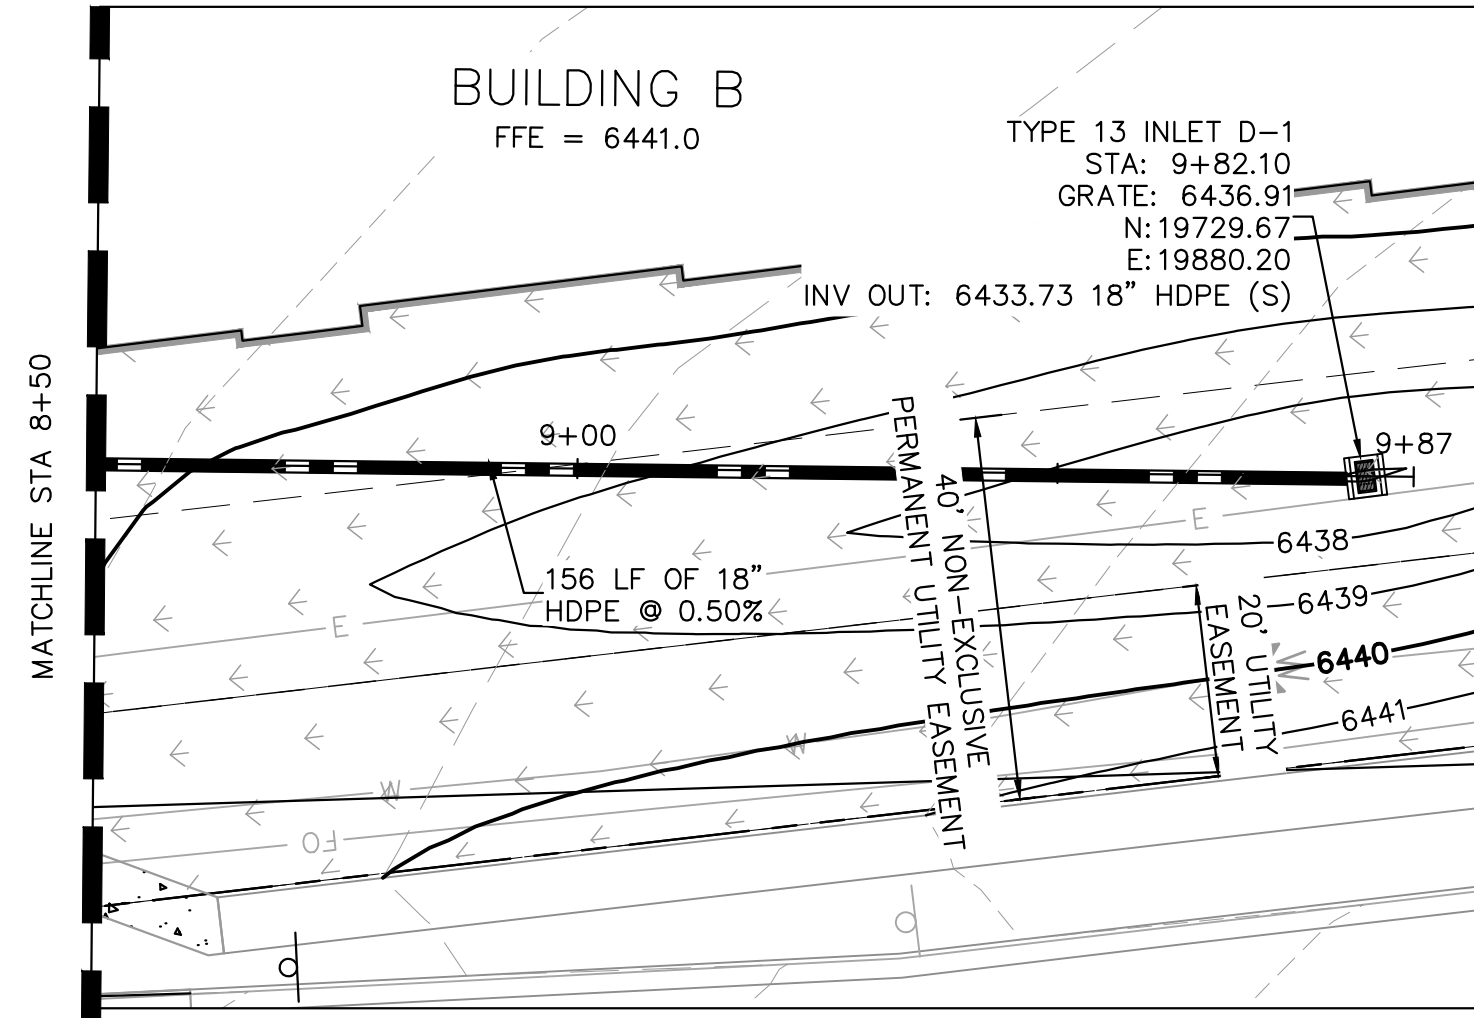 BUILDING B
FFE = 6441.0
TYPE 13 INLET D-1
STA: 9+82.10
GRATE: 6436.91
N:19729.67
E:19880.20
INV OUT: 6433.73 18" HDPE (S)
MATCHLINE STA 8+50
9+00
9+87
156 LF OF 18"
HDPE @ 0.50%
40' NON-EXCLUSIVE
PERMANENT UTILITY EASEMENT
20' UTILITY
EASEMENT
E
6438
6439
6440
6441
E
W
W
FO